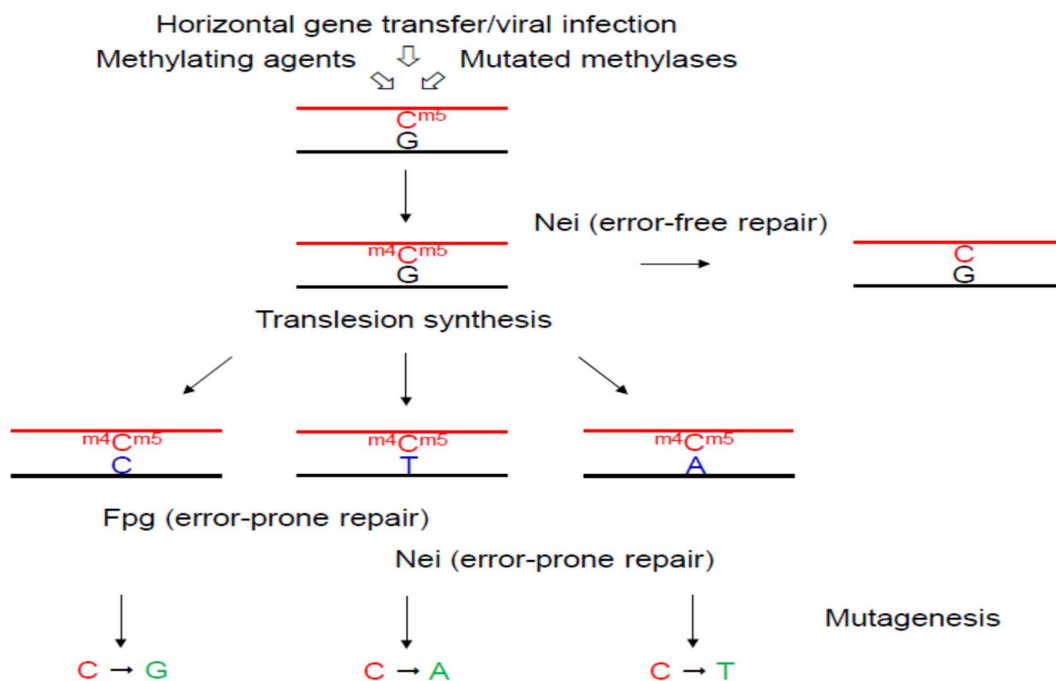 Horizontal gene transfer/viral infection
Methylating agents ⇩ Mutated methylases
Cm5
G
Nei (error-free repair)
m4Cm5
G
C
G
Translesion synthesis
m4Cm5 m4Cm5 m4Cm5
C T A
Fpg (error-prone repair)
Nei (error-prone repair)
Mutagenesis
C → G C → A C → T